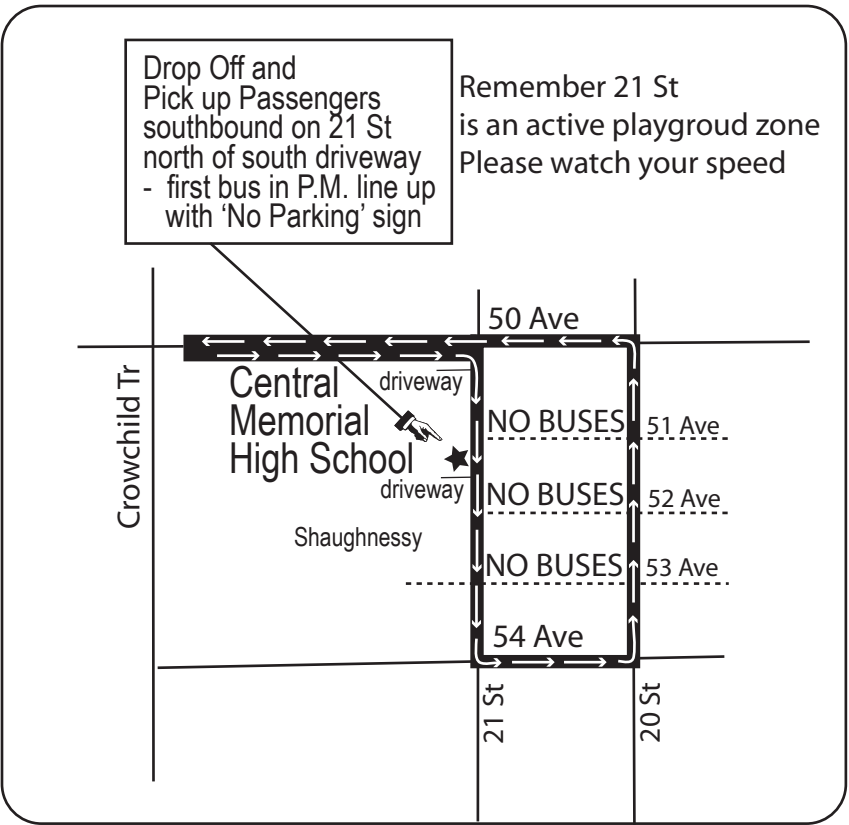 Drop Off and
Pick up Passengers
southbound on 21 St
north of south driveway
- first bus in P.M. line up
with ‘No Parking’ sign
Remember 21 St
is an active playgroud zone
Please watch your speed
50 Ave
Crowchild Tr
Central
Memorial
High School
driveway
driveway
Shaughnessy
NO BUSES
51 Ave
NO BUSES
52 Ave
NO BUSES
53 Ave
54 Ave
21 St
20 St